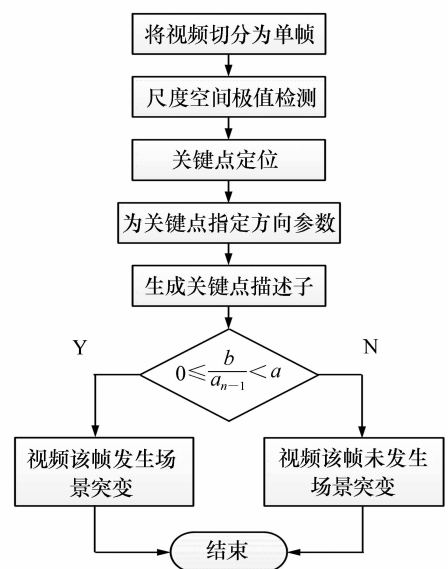 将视频切分为单帧
尺度空间极值检测
关键点定位
为关键点指定方向参数
生成关键点描述子
Y
N
0≤b/aₙ₋₁<a
视频该帧发生场
景突变
视频该帧未发生
场景突变
结束